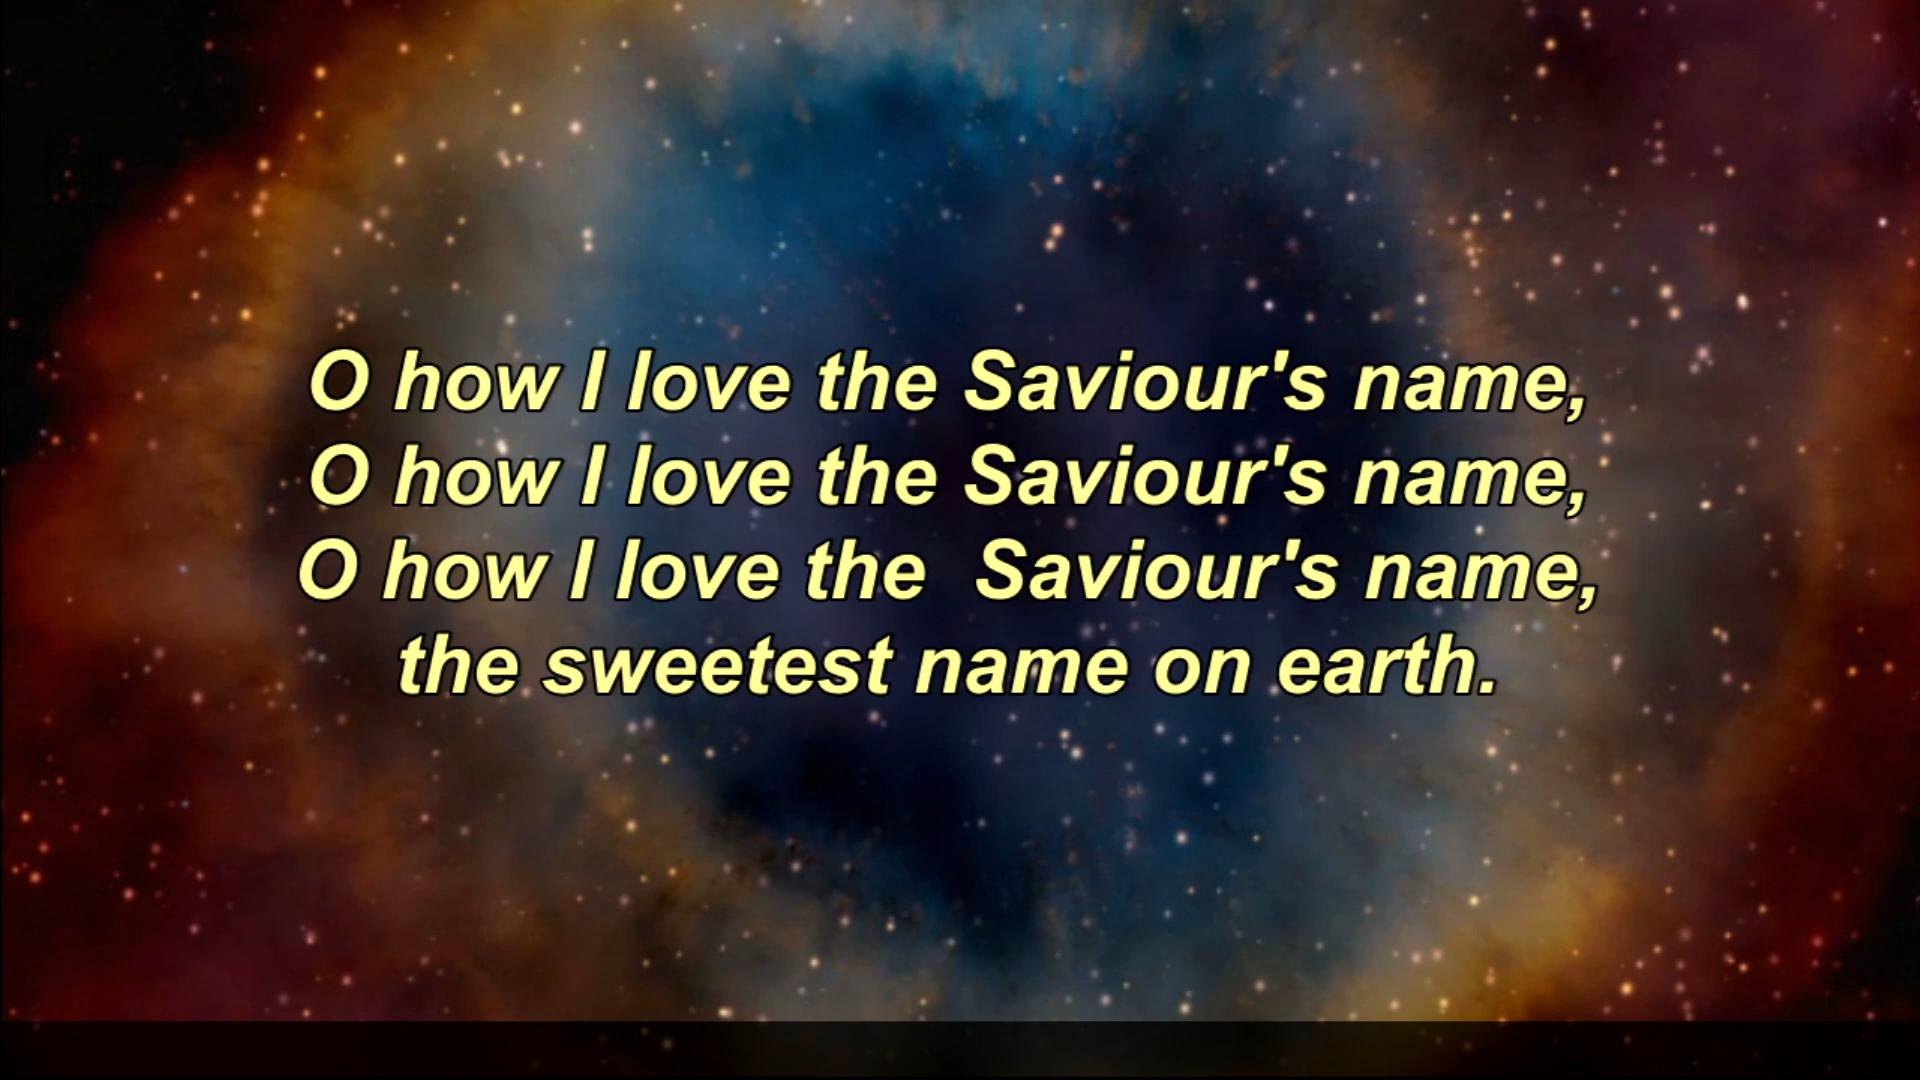 O how I love the Saviour's name,
O how I love the Saviour's name,
O how I love the  Saviour's name,
the sweetest name on earth.